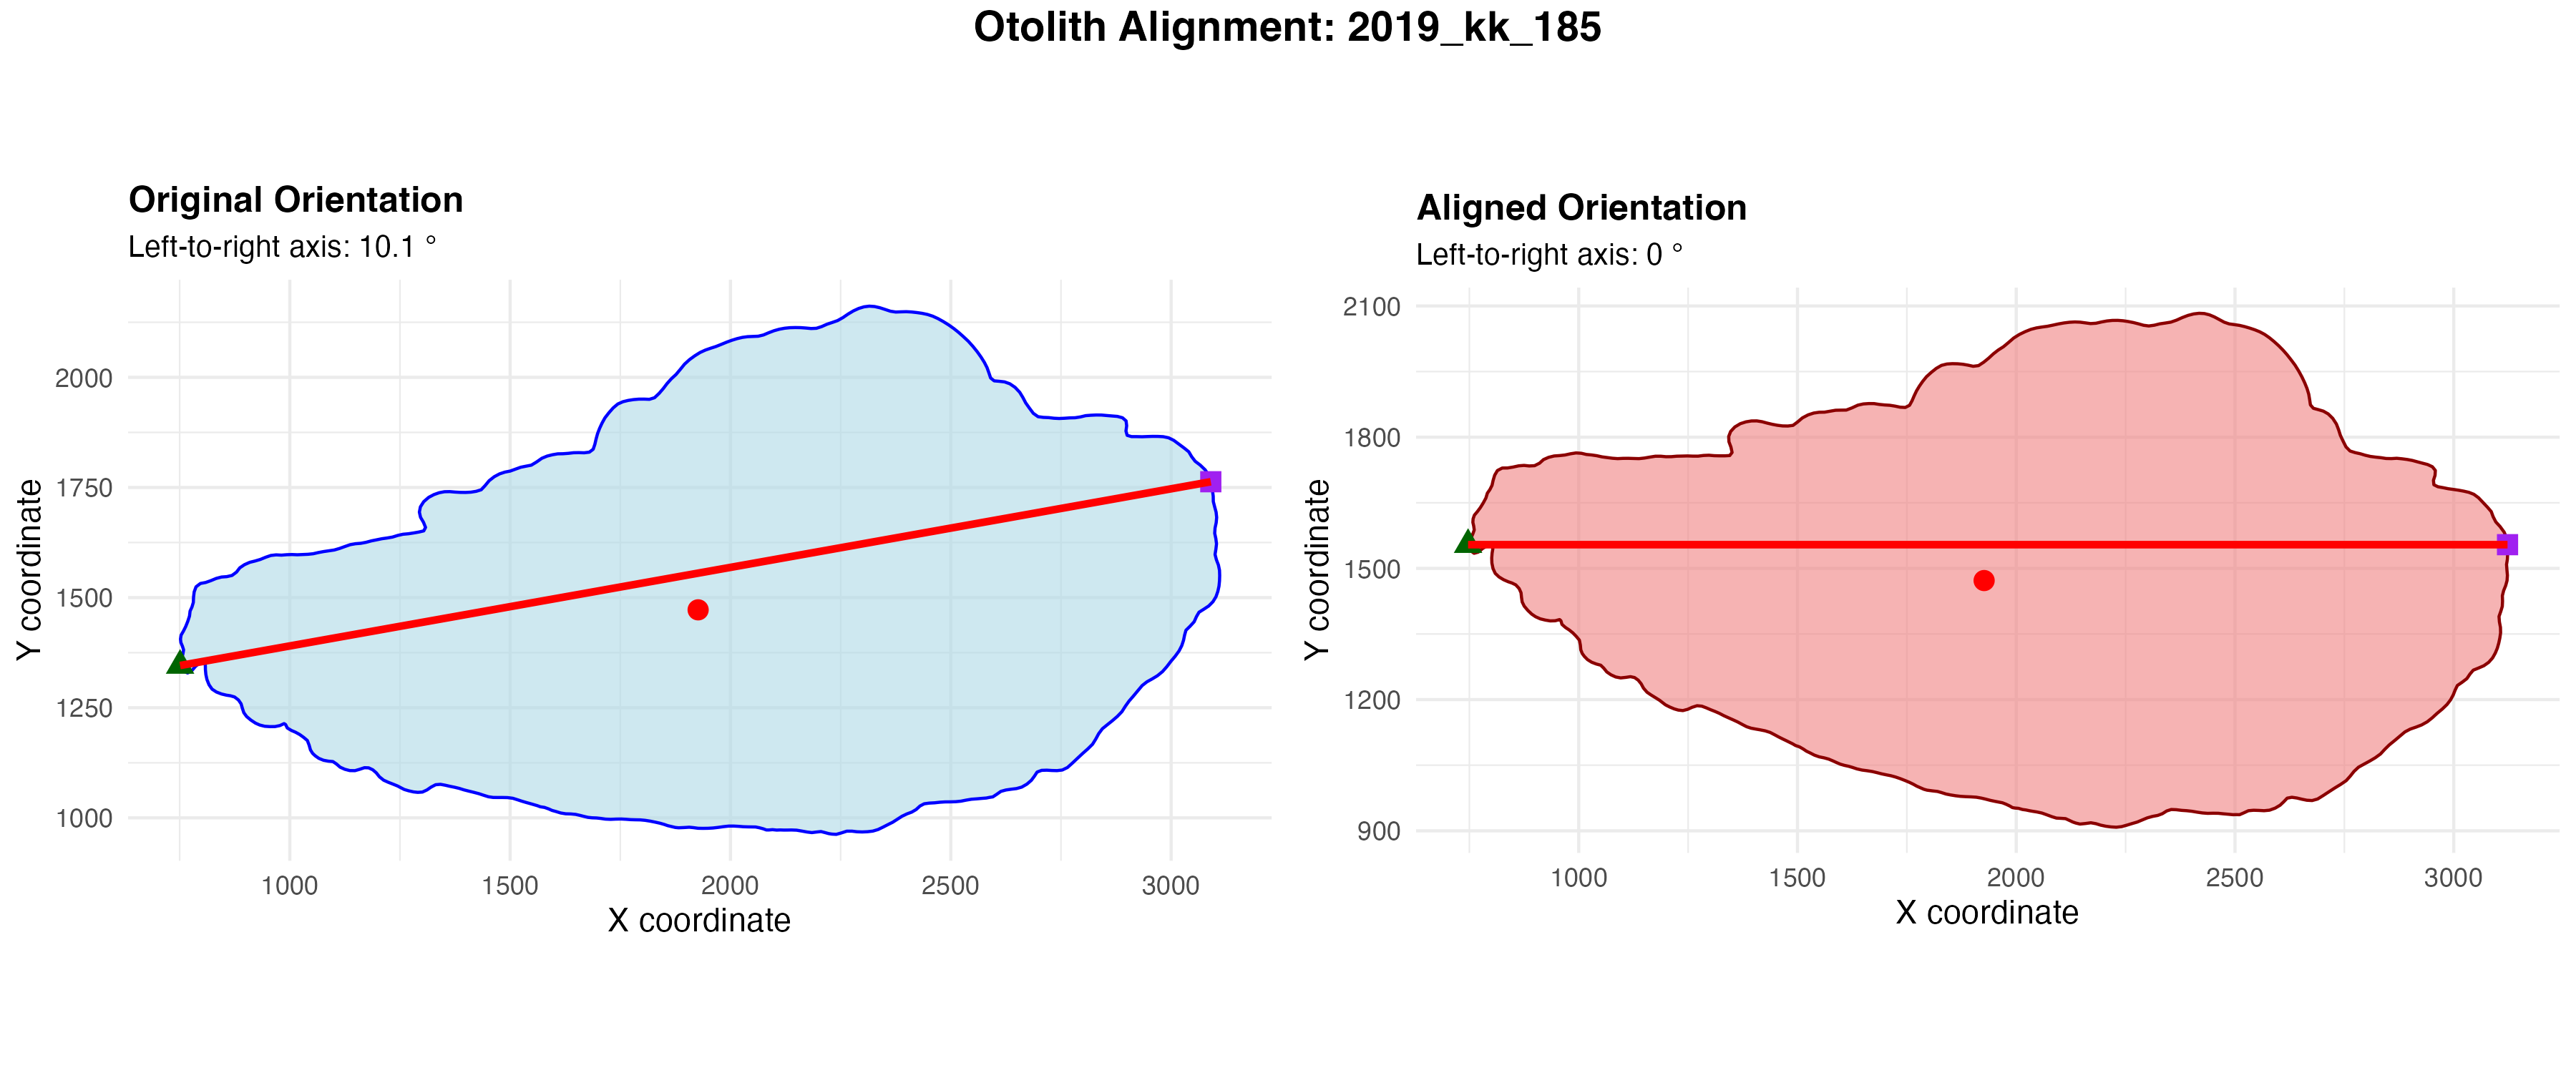 Otolith Alignment: 2019_kk_185
Original Orientation
Left-to-right axis: 10.1 °
2000
1750
1500
1250
1000
Y coordinate
1000 1500 2000 2500 3000
X coordinate
Aligned Orientation
Left-to-right axis: 0 °
2100
1800
1500
1200
900
Y coordinate
1000 1500 2000 2500 3000
X coordinate